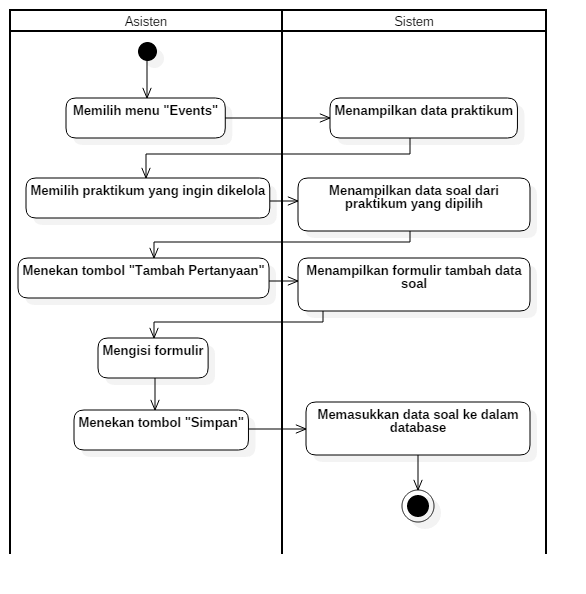 Asisten
Sistem
Memilih menu "Events"
Menampilkan data praktikum
Memilih praktikum yang ingin dikelola
Menampilkan data soal dari
praktikum yang dipilih
Menekan tombol "Tambah Pertanyaan"
Menampilkan formulir tambah data
soal
Mengisi formulir
Menekan tombol "Simpan"
Memasukkan data soal ke dalam
database